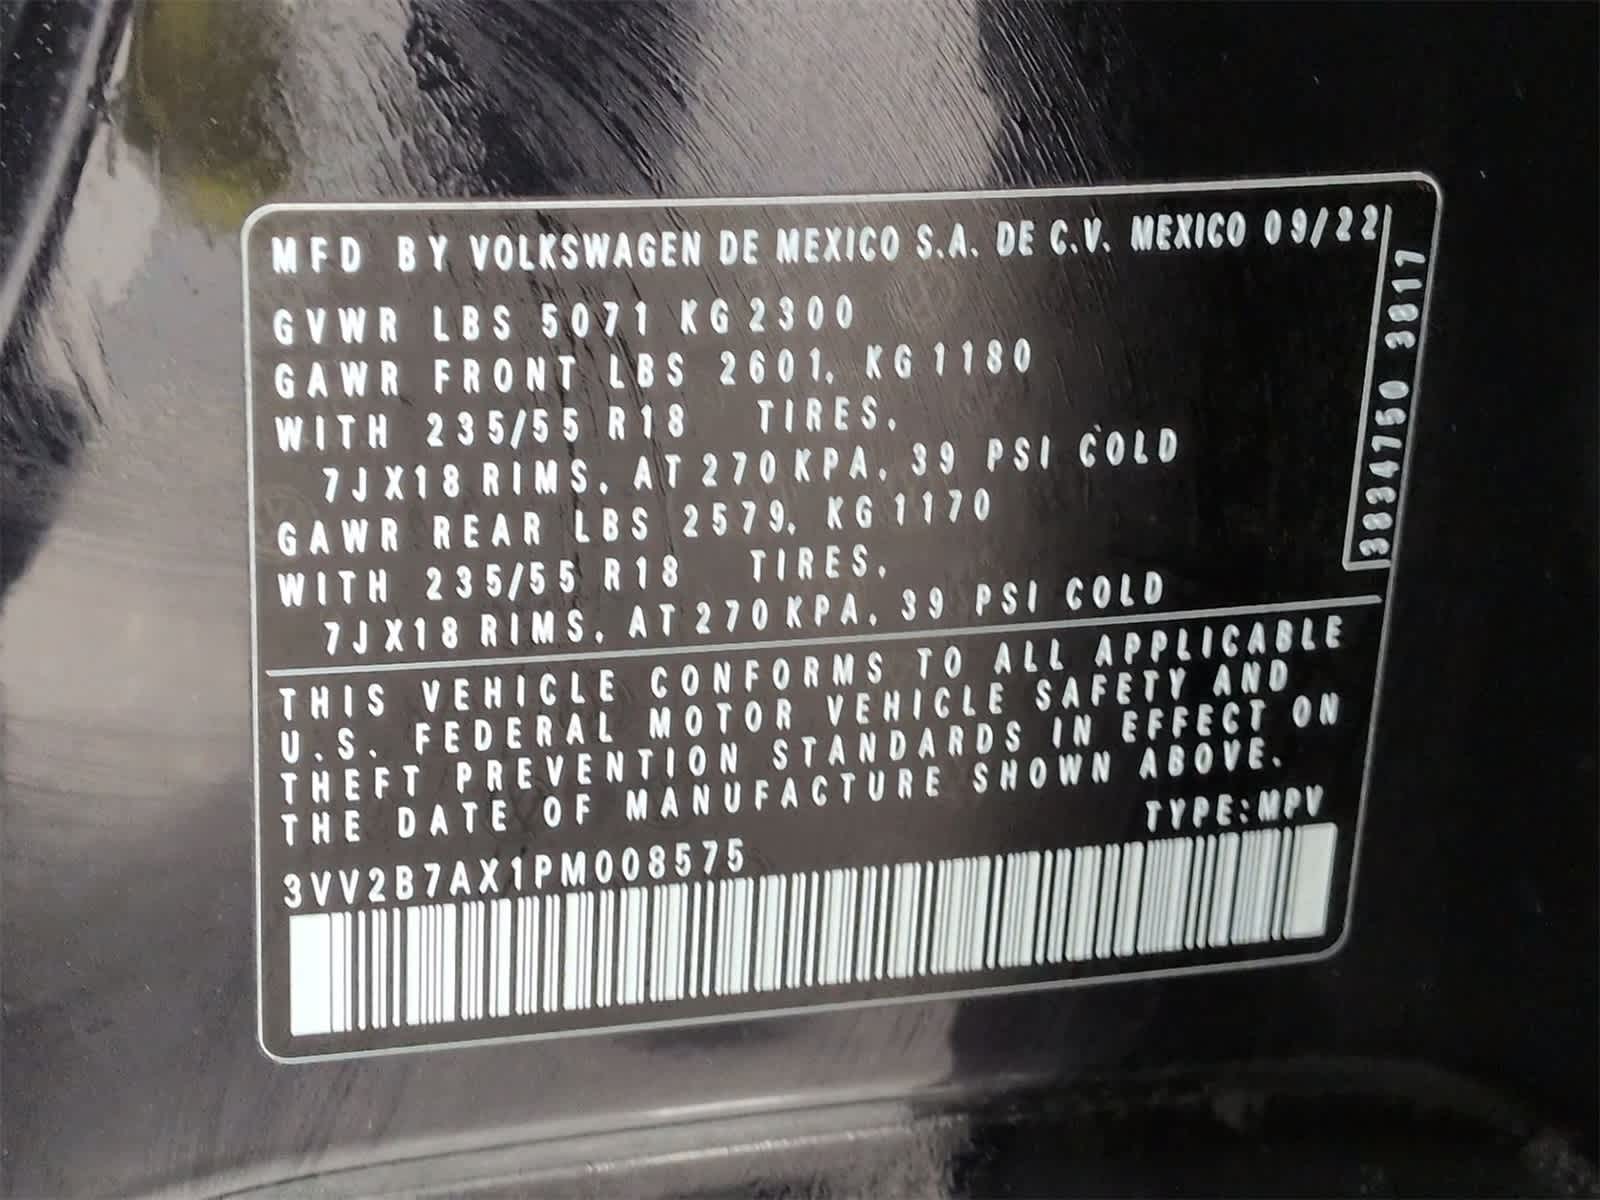 MFD BY VOLKSWAGEN DE MEXICO S.A. DE C.V. MEXICO 09/22
GVWR LBS 5071 KG 2300
GAWR FRONT LBS 2601, KG 1180
WITH 235/55 R18 TIRES,
7JX18 RIMS, AT 270 KPA, 39 PSI COLD
GAWR REAR LBS 2579, KG 1170
WITH 235/55 R18 TIRES,
7JX18 RIMS, AT 270 KPA, 39 PSI COLD
3834750 3817
THIS VEHICLE CONFORMS TO ALL APPLICABLE
U.S. FEDERAL MOTOR VEHICLE SAFETY AND
THEFT PREVENTION STANDARDS IN EFFECT ON
THE DATE OF MANUFACTURE SHOWN ABOVE.
TYPE:MPV
3VV2B7AX1PM008575